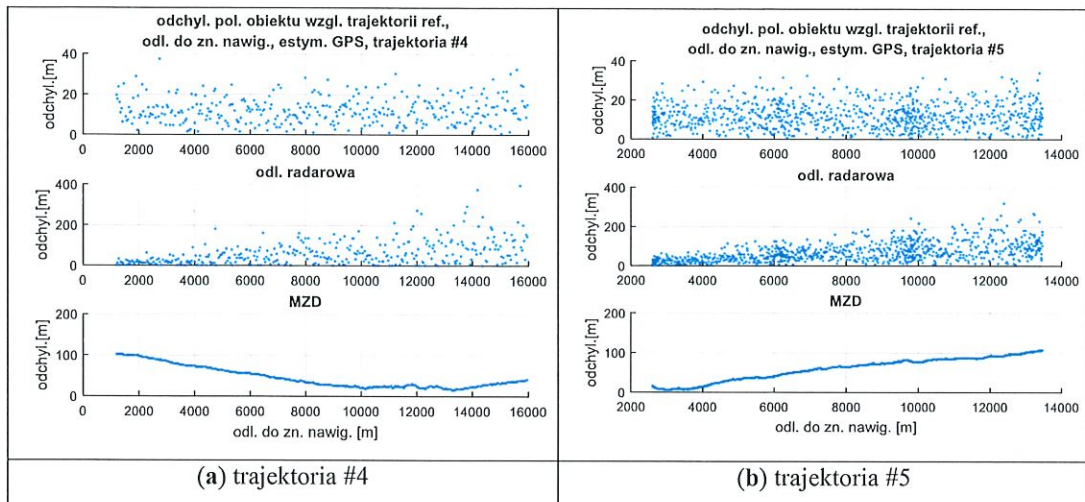 odchyl. pol. obiektu wzgl. trajektorii ref.,
odl. do zn. nawig., estym. GPS, trajektoria #4
odchyl.[m]
40
20
0
0 2000 4000 6000 8000 10000 12000 14000 16000
odl. radarowa
odchyl.[m]
400
200
0
0 2000 4000 6000 8000 10000 12000 14000 16000
MZD
odchyl.[m]
200
100
0
0 2000 4000 6000 8000 10000 12000 14000 16000
odl. do zn. nawig. [m]
(a) trajektoria #4
odchyl. pol. obiektu wzgl. trajektorii ref.,
odl. do zn. nawig., estym. GPS, trajektoria #5
odchyl.[m]
40
20
0
2000 4000 6000 8000 10000 12000 14000
odl. radarowa
odchyl.[m]
400
200
0
2000 4000 6000 8000 10000 12000 14000
MZD
odchyl.[m]
200
100
0
2000 4000 6000 8000 10000 12000 14000
odl. do zn. nawig. [m]
(b) trajektoria #5